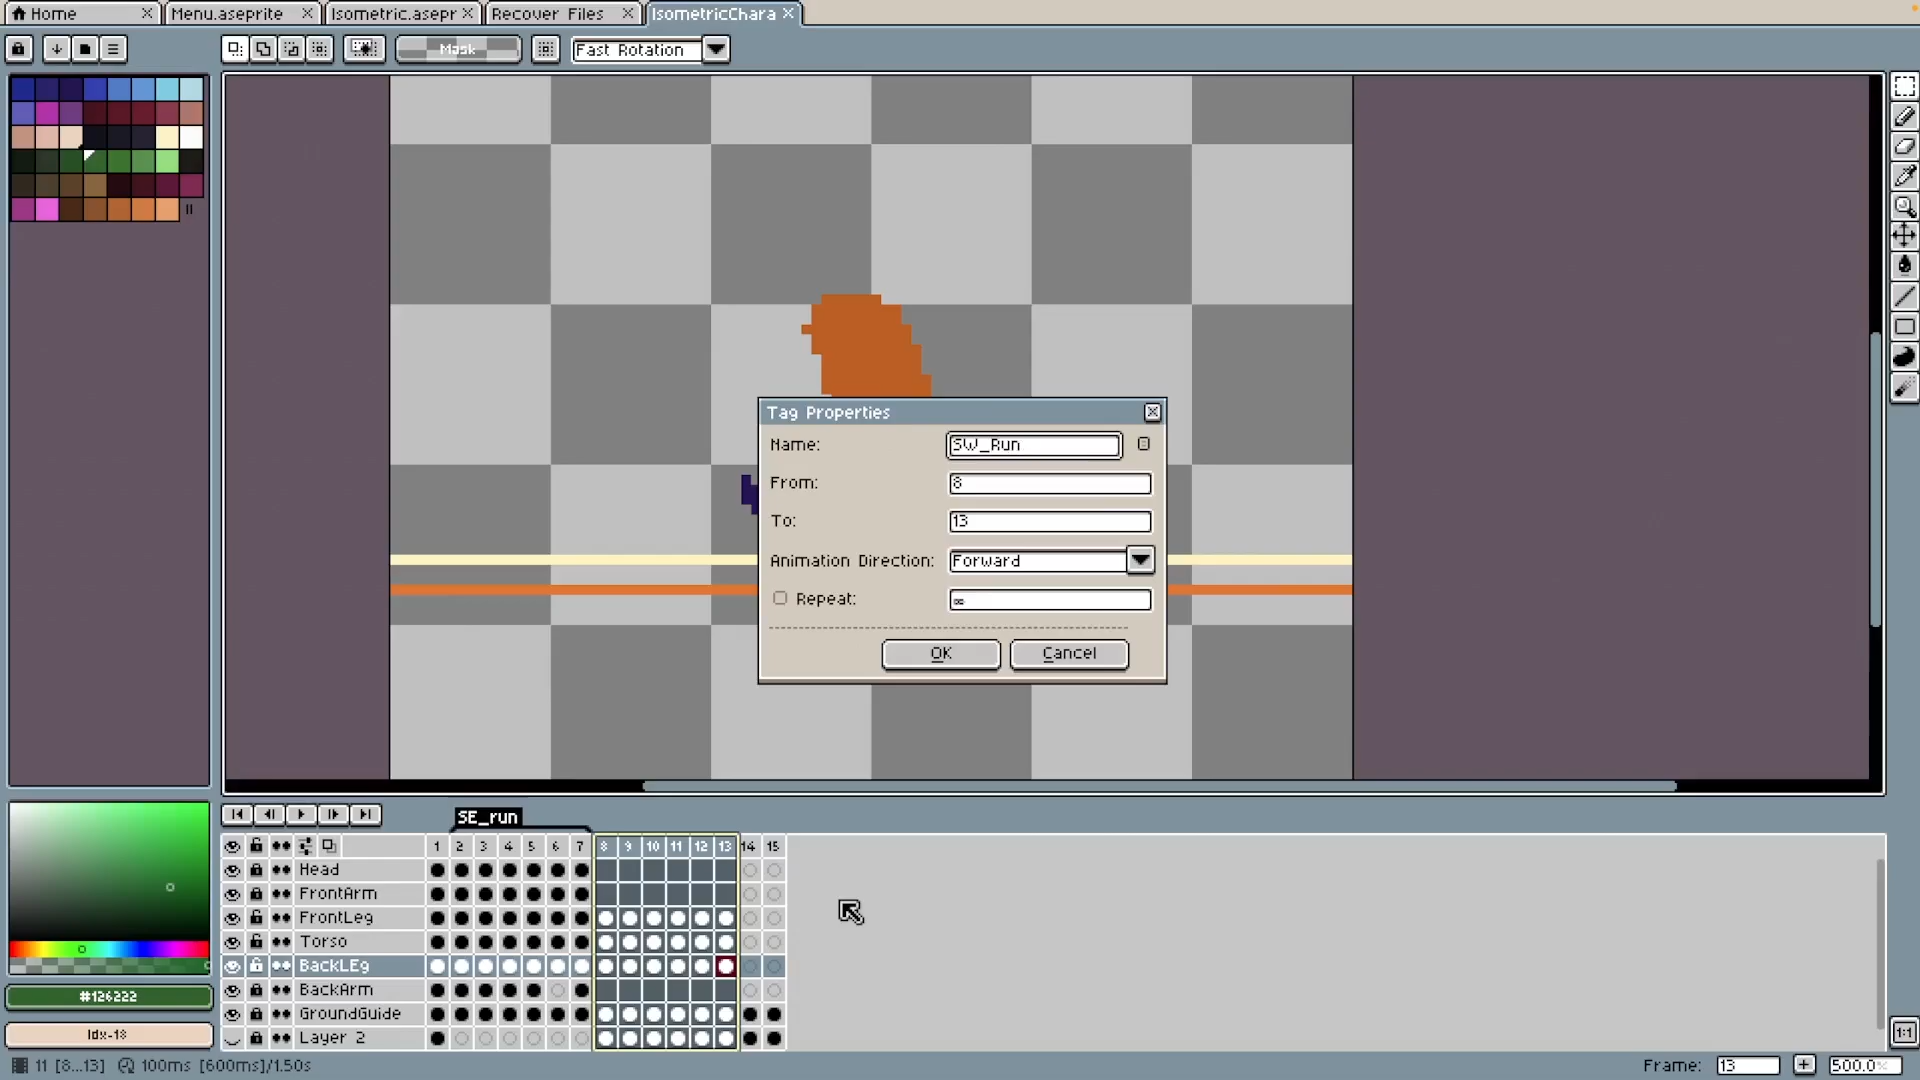 Home
Menu.aseprite
Isometric.asepr
Recover Files
IsometricChara
Mask
Fast Rotation
Tag Properties
Name: SW_Run
From: 8
To: 13
Animation Direction: Forward
Repeat: ∞
OK Cancel
SE_run
1 2 3 4 5 6 7 8 9 10 11 12 13 14 15
Head
FrontArm
FrontLeg
Torso
BackLEg
BackArm
GroundGuide
Layer 2
#126222
Idx-18
1:1
11 [8...13] 100ms [600ms]/1.50s
Frame: 13 + 500.0%